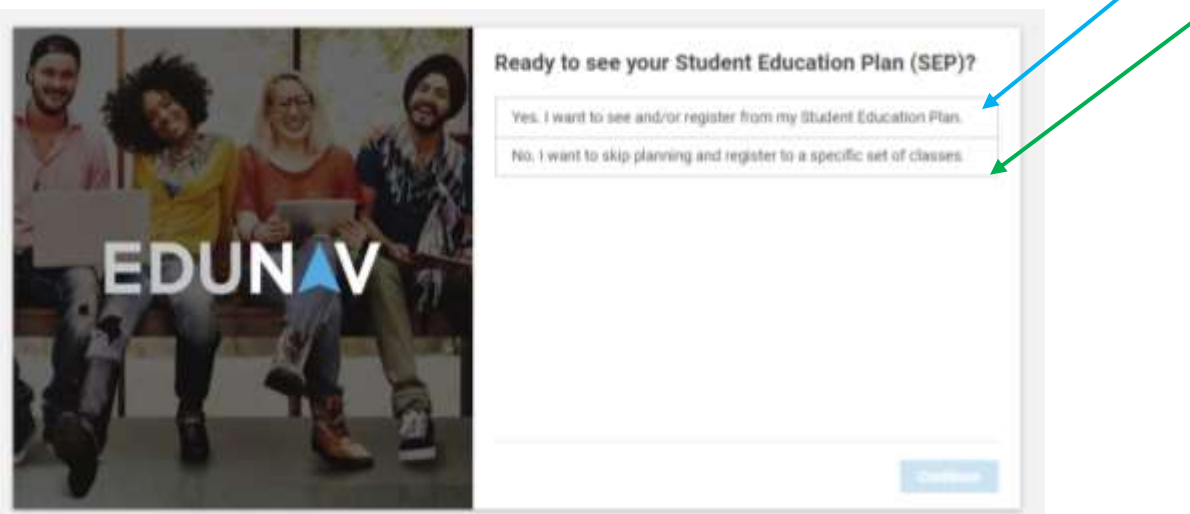 Ready to see your Student Education Plan (SEP)?
Yes. I want to see and/or register from my Student Education Plan.
No, I want to skip planning and register to a specific set of classes.
EDUNAV
Continue